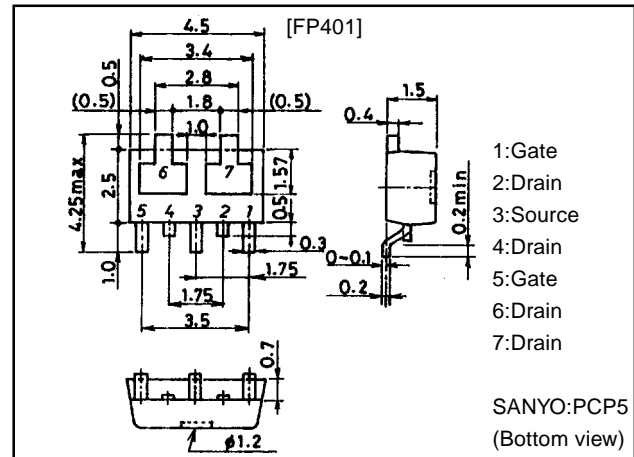 [FP401]
4.5
3.4
2.8
0.5
(0.5) 1.8 (0.5)
1.0
6 7
4.25max
2.5
1.57
0.5
5 4 3 2 1
0.3
1.0
1.75
1.75
3.5
1.5
0.4
0.2min
0~0.1
0.2
0.7
φ1.2
1:Gate
2:Drain
3:Source
4:Drain
5:Gate
6:Drain
7:Drain
SANYO:PCP5
(Bottom view)